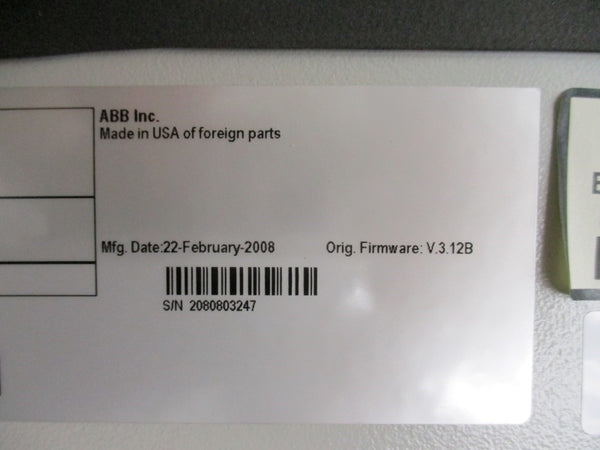 ABB Inc.
Made in USA of foreign parts
Mfg. Date:22-February-2008 Orig. Firmware: V.3.12B
S/N 2080803247